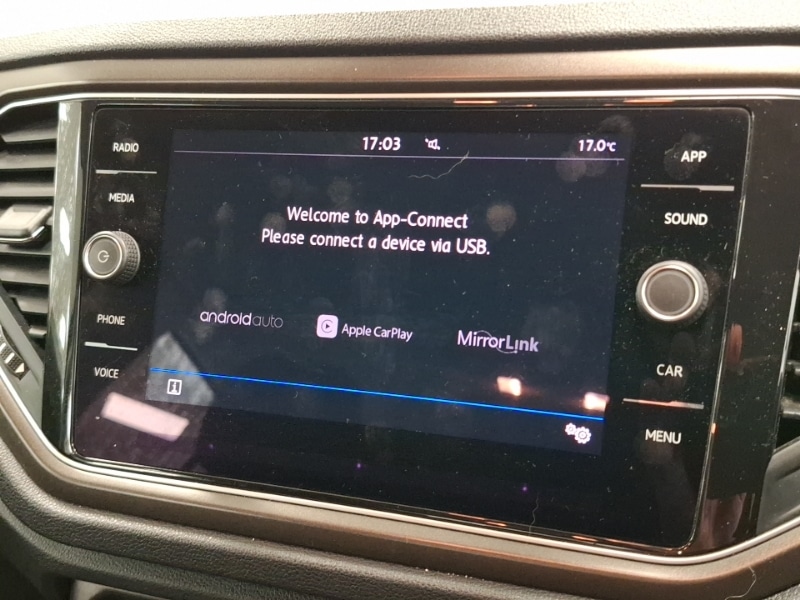 RADIO
MEDIA
PHONE
VOICE
17:03
17.0°C
Welcome to App-Connect
Please connect a device via USB.
androidauto
Apple CarPlay
MirrorLink
i
APP
SOUND
CAR
MENU